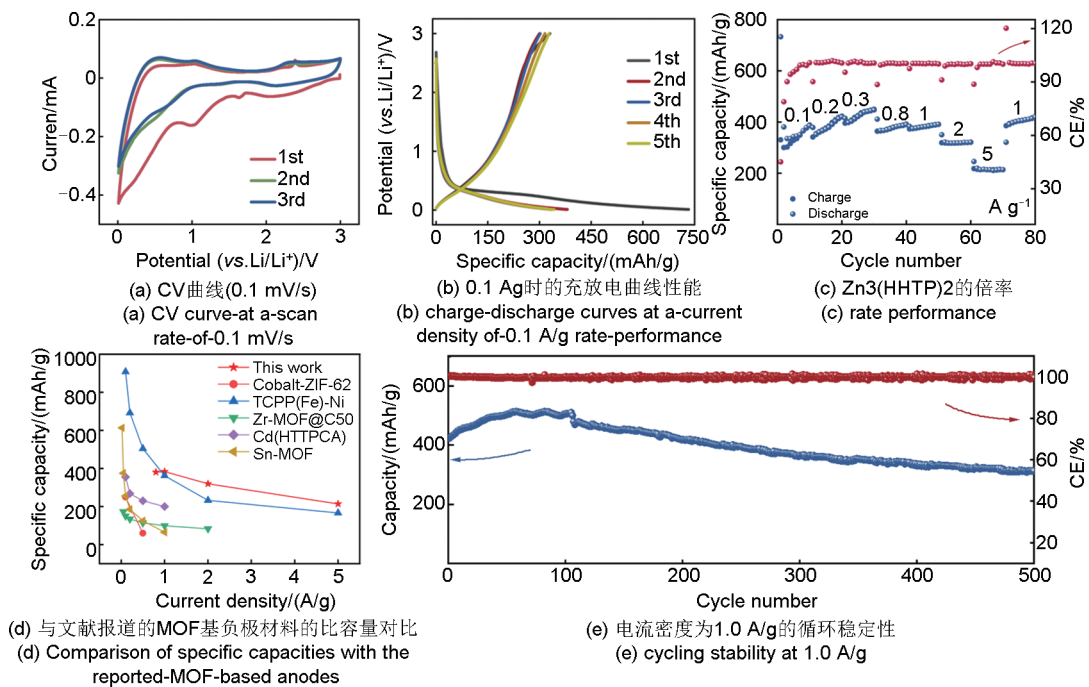 0.2
0.0
−0.2
−0.4
Curren/mA
1st
2nd
3rd
0 1 2 3
Potential (vs.Li/Li⁺)/V
(a) CV曲线(0.1 mV/s)
(a) CV curve-at a-scan
rate-of-0.1 mV/s
4
3
2
1
0
Potential (vs.Li/Li⁺)/V
1st
2nd
3rd
4th
5th
0 150 300 450 600 750
Specific capacity/(mAh/g)
(b) 0.1 Ag时的充放电曲线性能
(b) charge-discharge curves at a-current
density of-0.1 A/g rate-performance
800
600
400
200
Specific capacity/(mAh/g)
0.1
0.2
0.3
0.8
1
2
5
1
Charge
Discharge
A g⁻¹
120
90
60
30
CE/%
0 20 40 60 80
Cycle number
(c) Zn3(HHTP)2的倍率
(c) rate performance
1000
800
600
400
200
0
Specific capacity/(mAh/g)
This work
Cobalt-ZIF-62
TCPP(Fe)-Ni
Zr-MOF@C50
Cd(HTTPCA)
Sn-MOF
0 1 2 3 4 5
Current density/(A/g)
(d) 与文献报道的MOF基负极材料的比容量对比
(d) Comparison of specific capacities with the
reported-MOF-based anodes
600
400
200
Capacity/(mAh/g)
100
80
60
40
20
CE/%
0 100 200 300 400 500
Cycle number
(e) 电流密度为1.0 A/g的循环稳定性
(e) cycling stability at 1.0 A/g